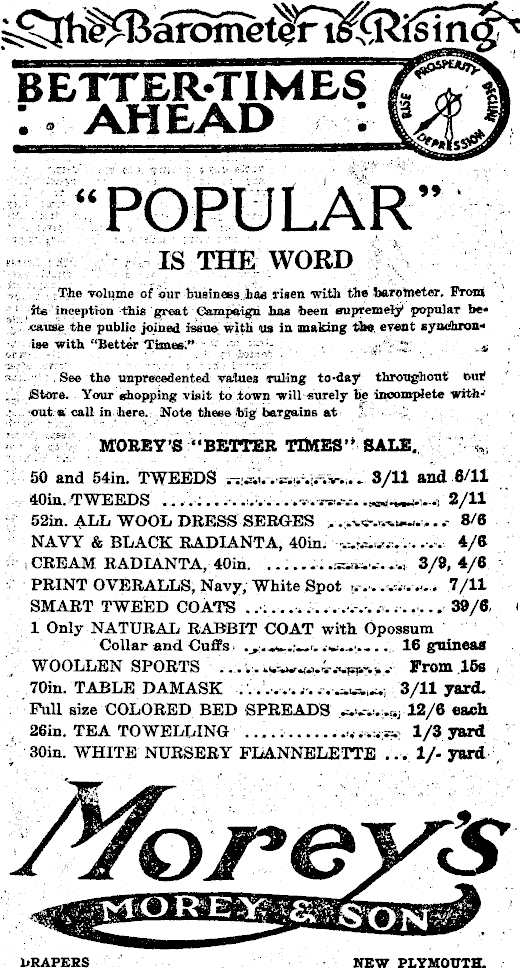 The Barometer is Rising
BETTER·TIMES
AHEAD
RISE PROSPERITY DECLINE DEPRESSION
"POPULAR"
IS THE WORD
The volume of our business has risen with the barometer. From
its inception this great Campaign has been supremely popular be-
cause the public joined issue with us in making the event synchron-
ise with "Better Times."
See the unprecedented values ruling to-day throughout our
Store. Your shopping visit to town will surely be incomplete with-
out a call in here. Note these big bargains at
MOREY'S "BETTER TIMES" SALE.
50 and 54in. TWEEDS .......... 3/11 and 6/11
40in. TWEEDS .......... 2/11
52in. ALL WOOL DRESS SERGES .......... 8/6
NAVY & BLACK RADIANTA, 40in. .......... 4/6
CREAM RADIANTA, 40in. .......... 3/9, 4/6
PRINT OVERALLS, Navy, White Spot .......... 7/11
SMART TWEED COATS .......... 39/6
1 Only NATURAL RABBIT COAT with Opossum
Collar and Cuffs .......... 16 guineas
WOOLLEN SPORTS .......... From 15s
70in. TABLE DAMASK .......... 3/11 yard.
Full size COLORED BED SPREADS .......... 12/6 each
26in. TEA TOWELLING .......... 1/3 yard
30in. WHITE NURSERY FLANNELETTE ... 1/- yard
Morey's
MOREY & SON
DRAPERS NEW PLYMOUTH.